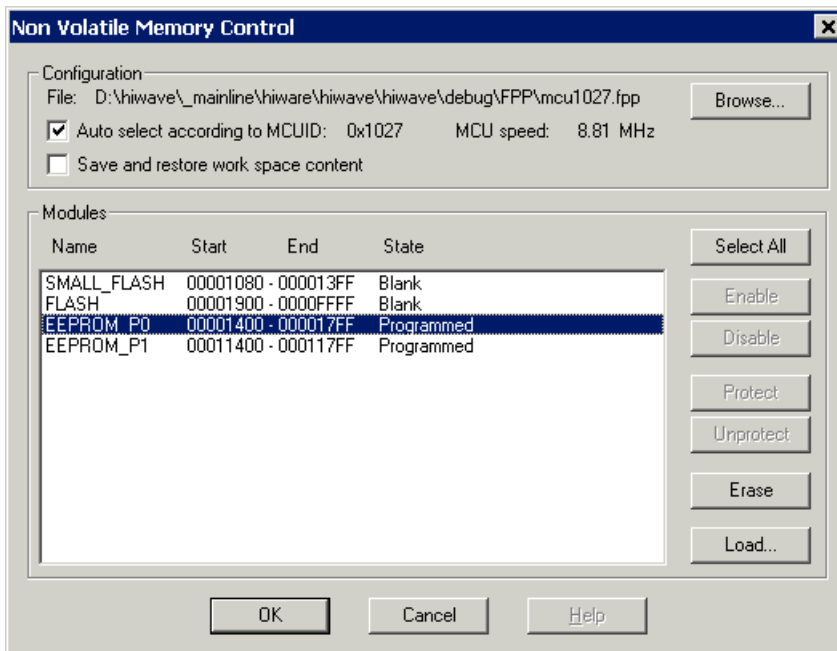 Non Volatile Memory Control
Configuration
File: D:\hiwave\_mainline\hiware\hiwave\hiwave\debug\FPP\mcu1027.fpp
Browse...
Auto select according to MCUID: 0x1027 MCU speed: 8.81 MHz
Save and restore work space content
Modules
Name Start End State
Select All
SMALL_FLASH 00001080 - 000013FF Blank
FLASH 00001900 - 0000FFFF Blank
EEPROM_P0 00001400 - 000017FF Programmed
EEPROM_P1 00011400 - 000117FF Programmed
Enable
Disable
Protect
Unprotect
Erase
Load...
OK Cancel Help